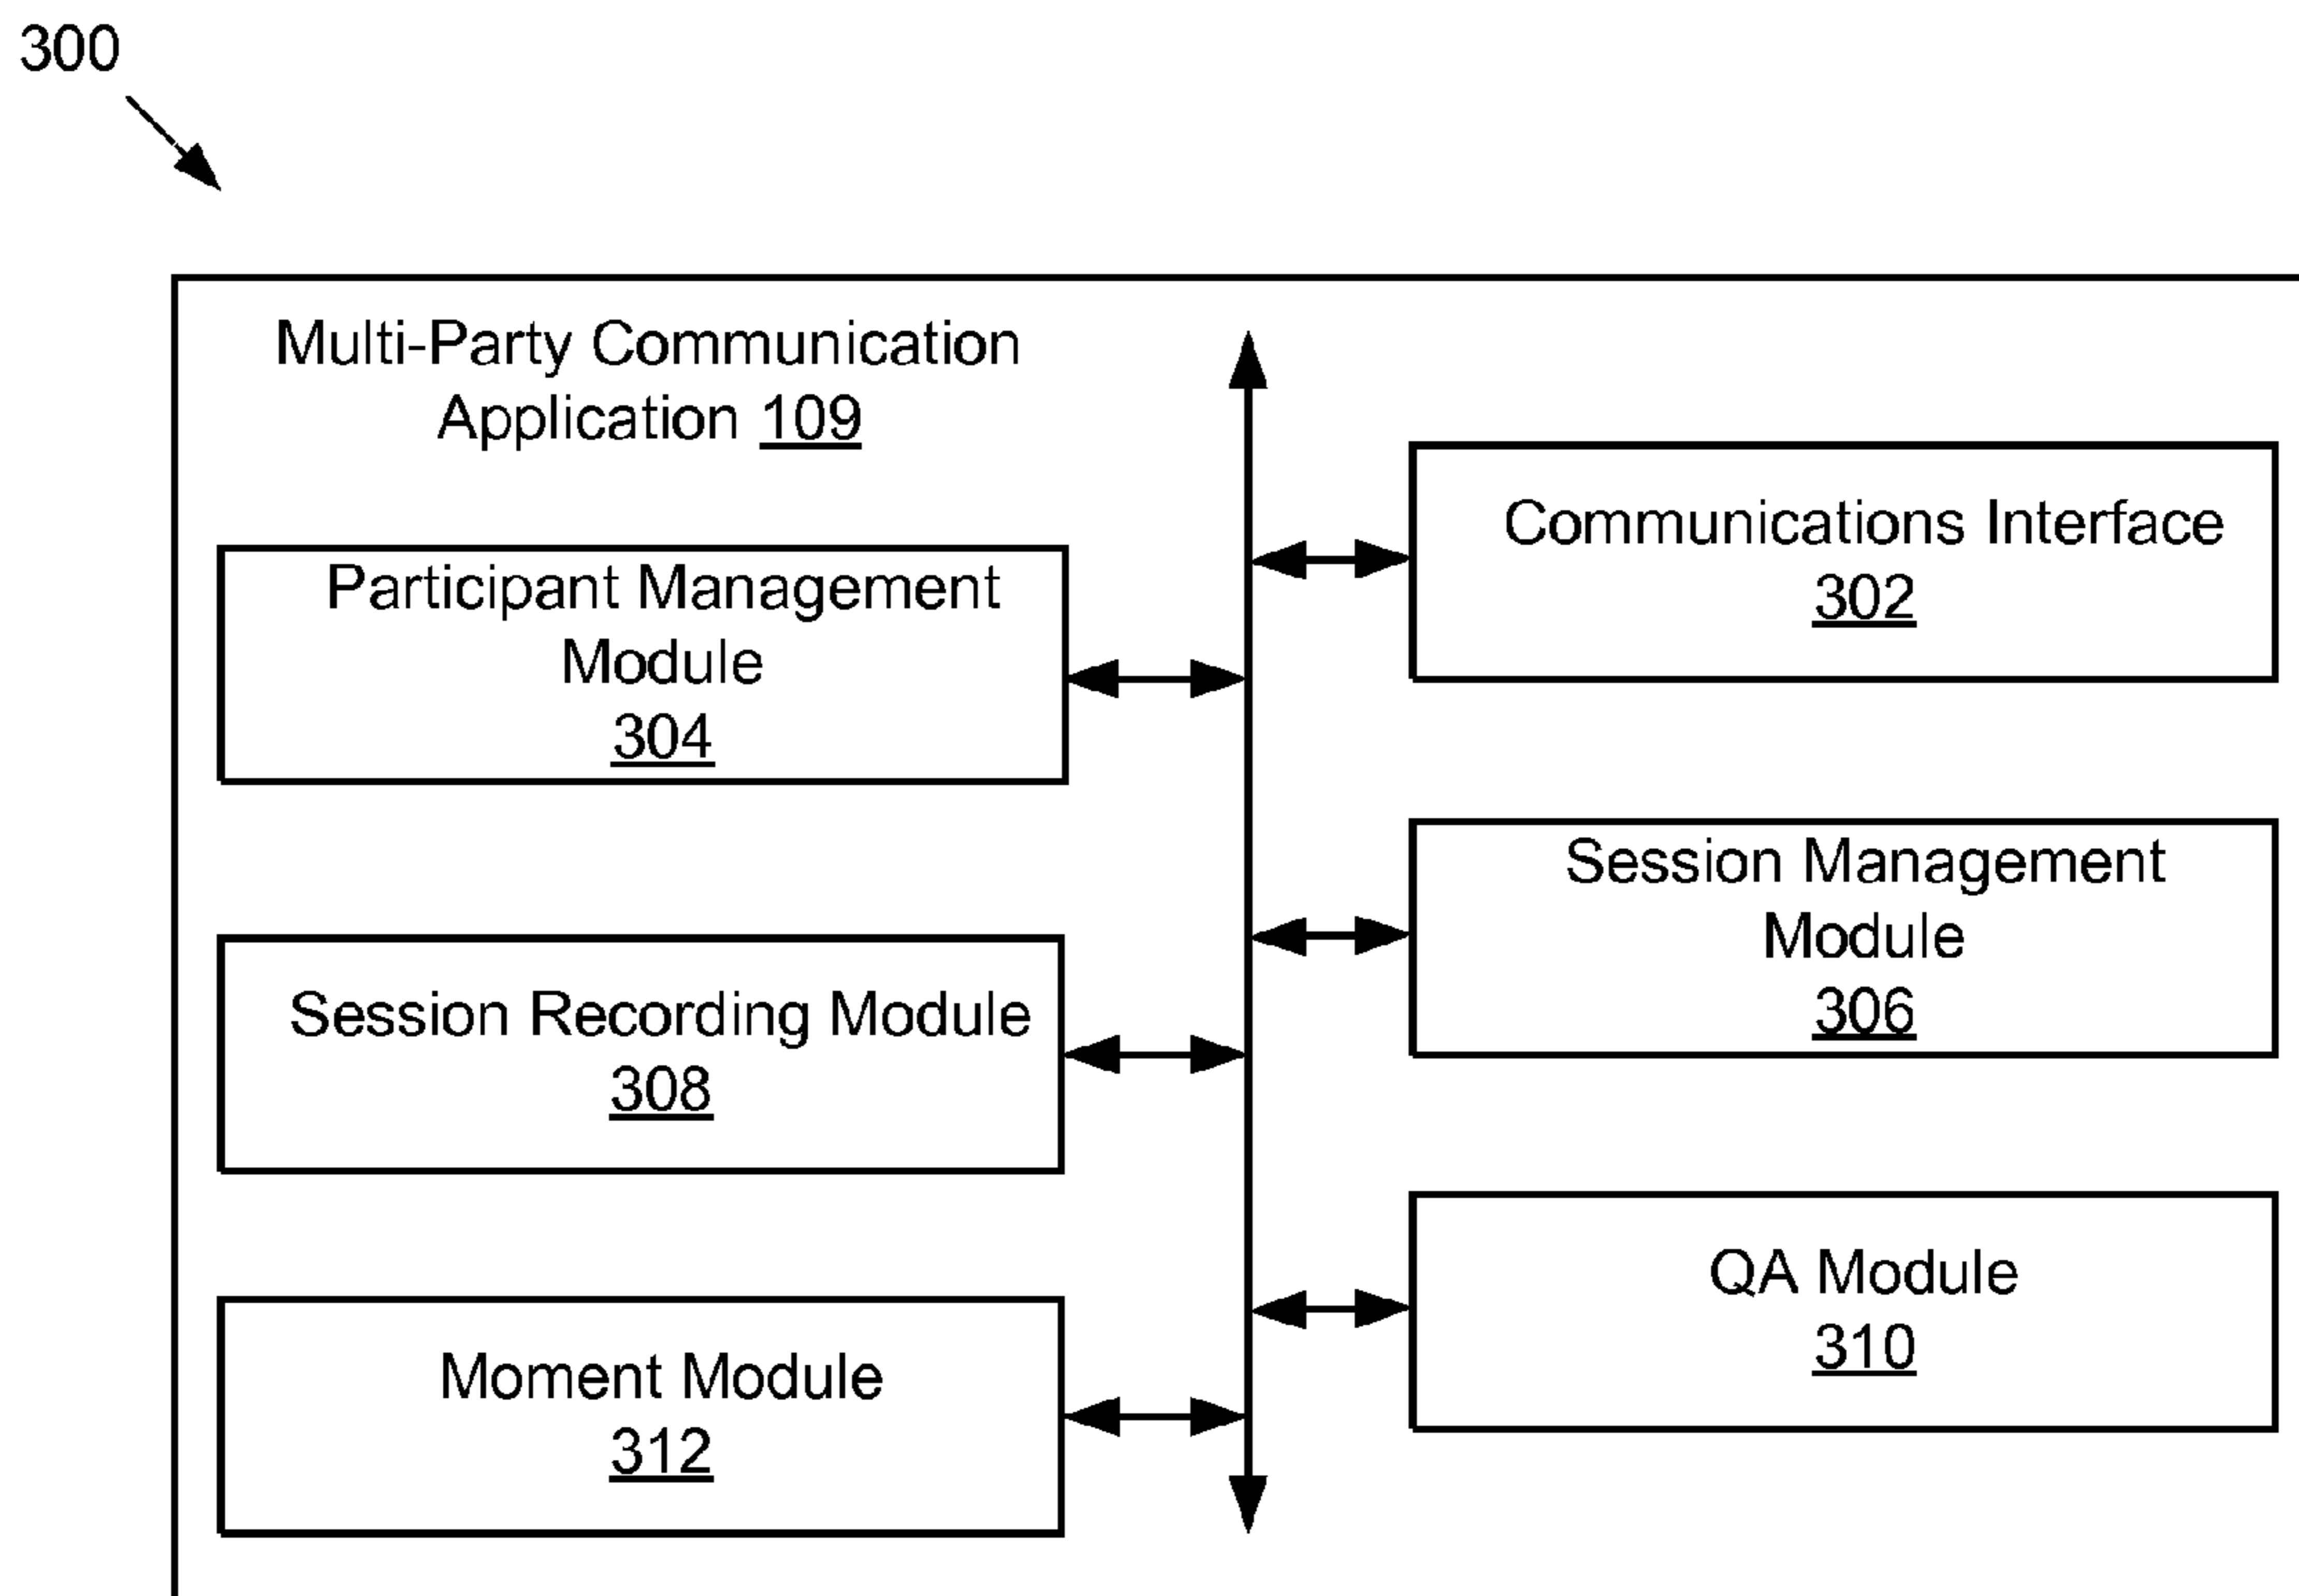 300
Multi-Party Communication
Application 109
Communications Interface
302
Participant Management
Module
304
Session Management
Module
306
Session Recording Module
308
QA Module
310
Moment Module
312